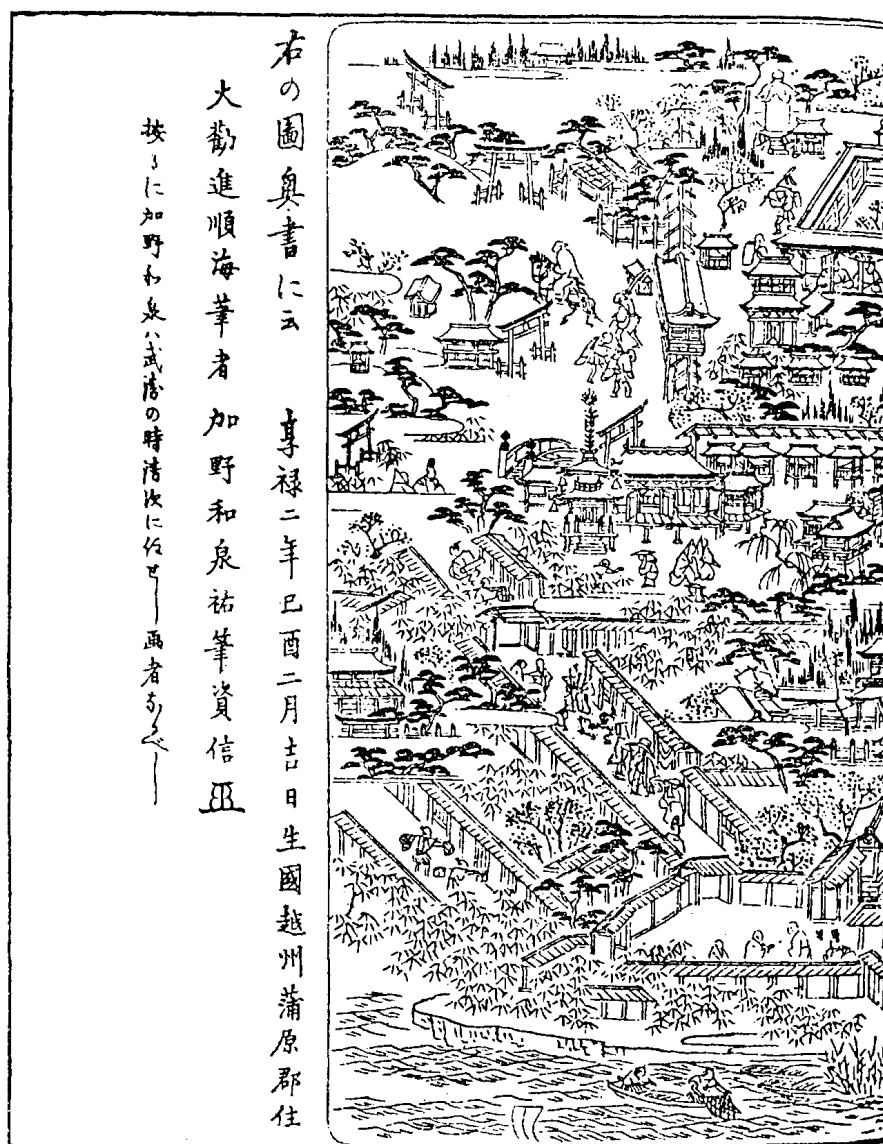 右の圖奥書に云　享禄二年己酉二月吉日生國越州蒲原郡住
大勸進順海筆者加野和泉祐筆資信
按るに加野和泉ハ武蔵の時清次に仕せし画者なるべし